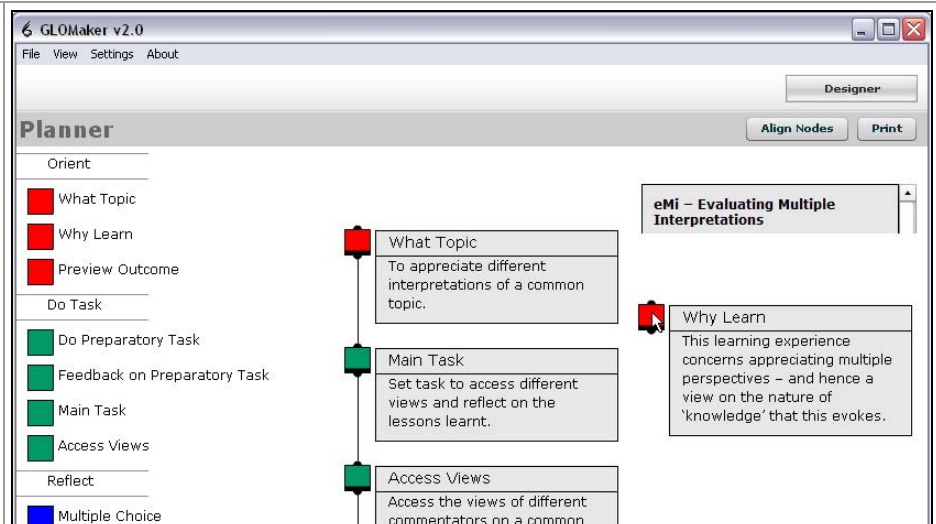 GLOMaker v2.0
File View Settings About
Designer
Planner
Align Nodes
Print
Orient
What Topic
Why Learn
Preview Outcome
Do Task
Do Preparatory Task
Feedback on Preparatory Task
Main Task
Access Views
Reflect
Multiple Choice
What Topic
To appreciate different
interpretations of a common
topic.
Main Task
Set task to access different
views and reflect on the
lessons learnt.
Access Views
Access the views of different
commentators on a common
eMi – Evaluating Multiple
Interpretations
Why Learn
This learning experience
concerns appreciating multiple
perspectives – and hence a
view on the nature of
‘knowledge’ that this evokes.